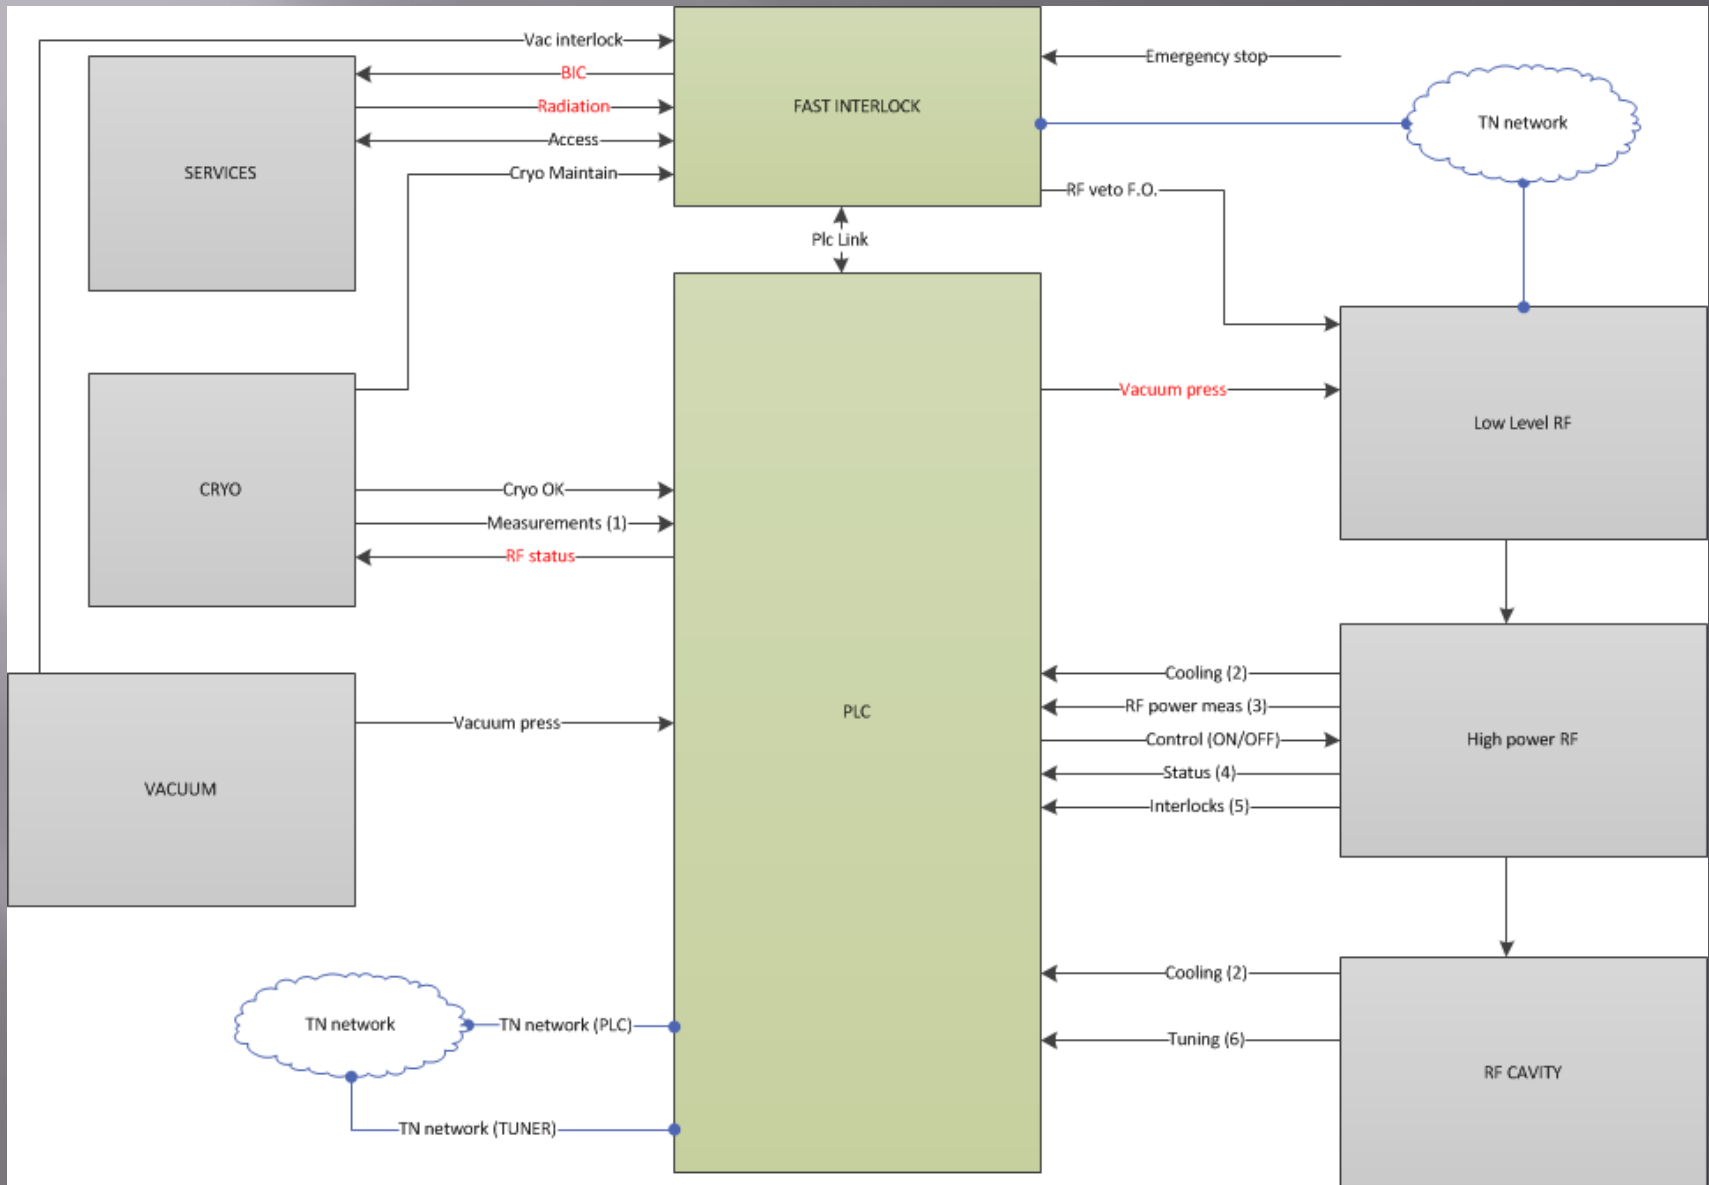 Vac interlock
BIC
Radiation
Access
Cryo Maintain
SERVICES
FAST INTERLOCK
Emergency stop
TN network
RF veto F.O.
Plc Link
Vacuum press
Low Level RF
CRYO
Cryo OK
Measurements (1)
RF status
Vacuum press
VACUUM
PLC
Cooling (2)
RF power meas (3)
Control (ON/OFF)
Status (4)
Interlocks (5)
High power RF
TN network
TN network (PLC)
TN network (TUNER)
Cooling (2)
Tuning (6)
RF CAVITY